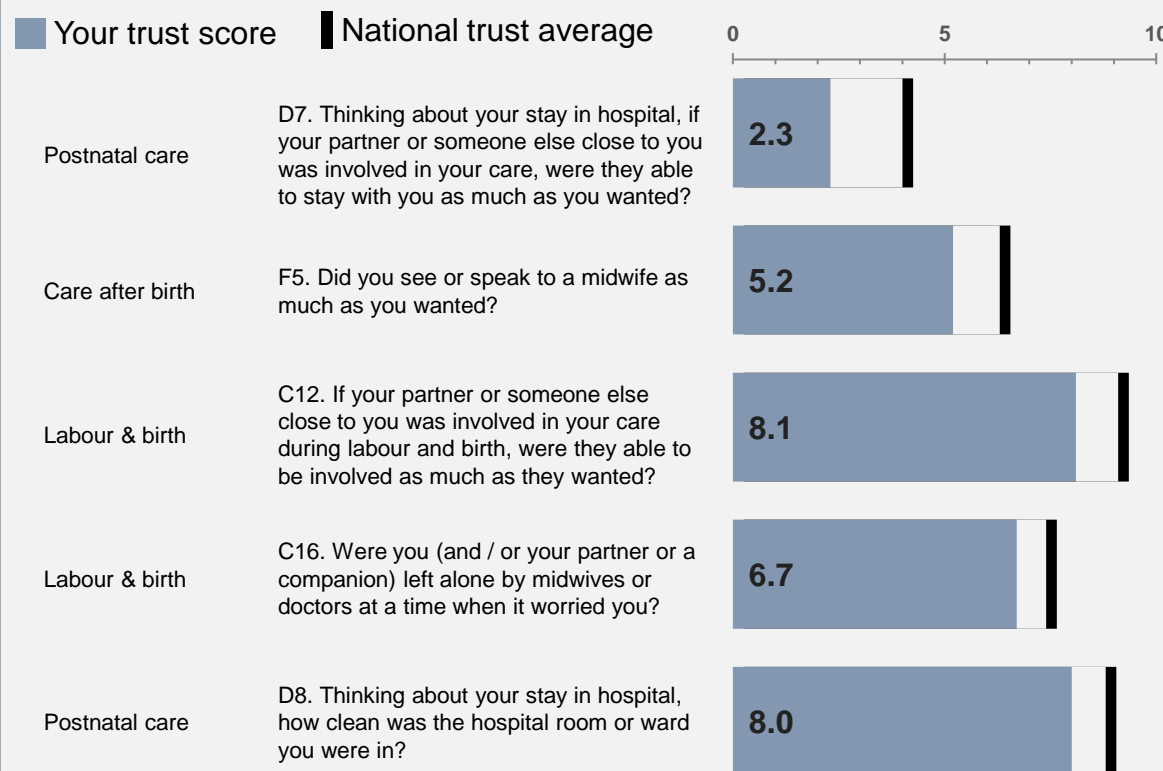 Your trust score
National trust average
0
5
10
Postnatal care
D7. Thinking about your stay in hospital, if
your partner or someone else close to you
was involved in your care, were they able
to stay with you as much as you wanted?
2.3
Care after birth
F5. Did you see or speak to a midwife as
much as you wanted?
5.2
Labour & birth
C12. If your partner or someone else
close to you was involved in your care
during labour and birth, were they able to
be involved as much as they wanted?
8.1
Labour & birth
C16. Were you (and / or your partner or a
companion) left alone by midwives or
doctors at a time when it worried you?
6.7
Postnatal care
D8. Thinking about your stay in hospital,
how clean was the hospital room or ward
you were in?
8.0